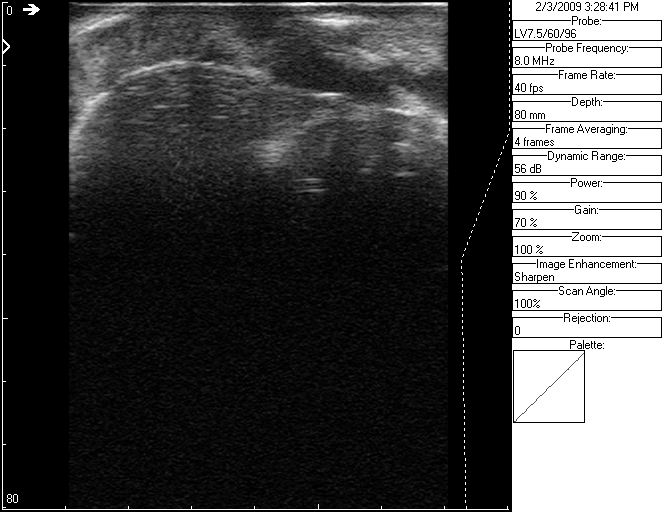 0
80
2/3/2009 3:28:41 PM
Probe:
LV7.5/60/96
Probe Frequency:
8.0 MHz
Frame Rate:
40 fps
Depth:
80 mm
Frame Averaging:
4 frames
Dynamic Range:
56 dB
Power:
90 %
Gain:
70 %
Zoom:
100 %
Image Enhancement:
Sharpen
Scan Angle:
100%
Rejection:
0
Palette: